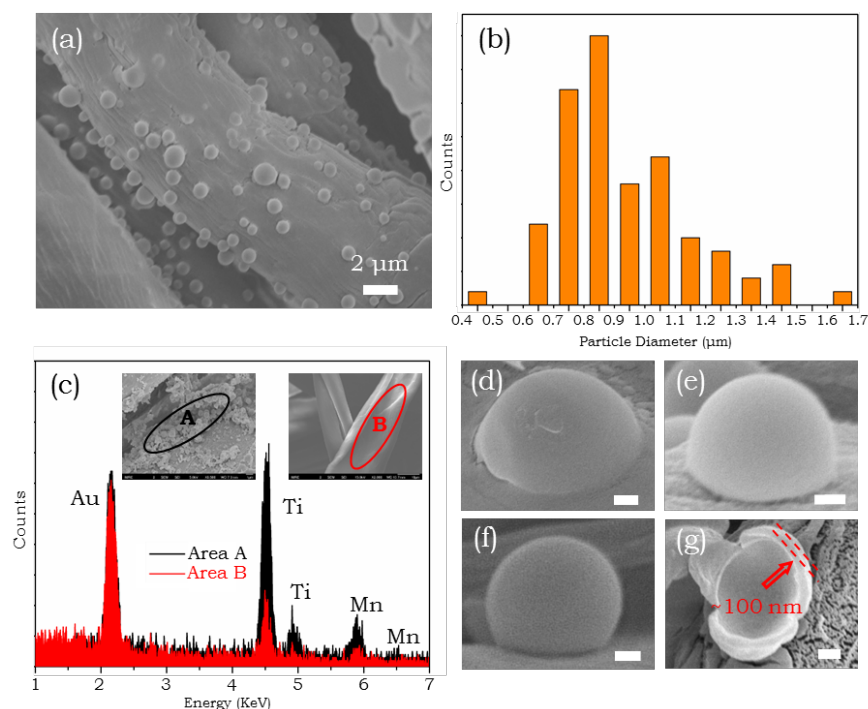 (a)
2 μm
(b)
Counts
0.4 0.5 0.6 0.7 0.8 0.9 1.0 1.1 1.2 1.3 1.4 1.5 1.6 1.7
Particle Diameter (μm)
(c)
A
B
Au
Ti
Ti
Mn
Mn
Area A
Area B
Counts
1 2 3 4 5 6 7
Energy (KeV)
(d)
(e)
(f)
(g)
~100 nm